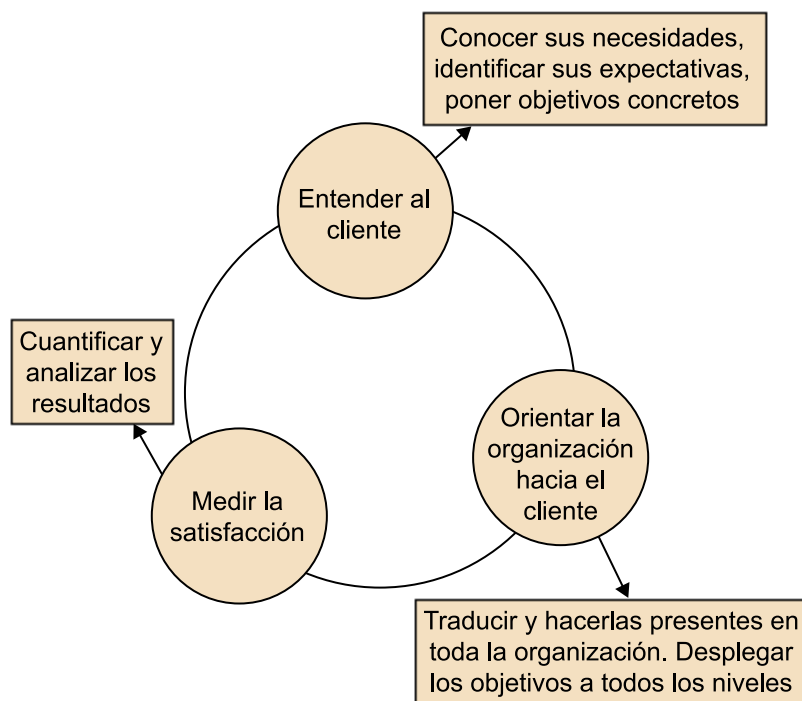 Conocer sus necesidades,
identificar sus expectativas,
poner objetivos concretos
Entender al
cliente
Cuantificar y
analizar los
resultados
Orientar la
organización
hacia el
cliente
Medir la
satisfacción
Traducir y hacerlas presentes en
toda la organización. Desplegar
los objetivos a todos los niveles